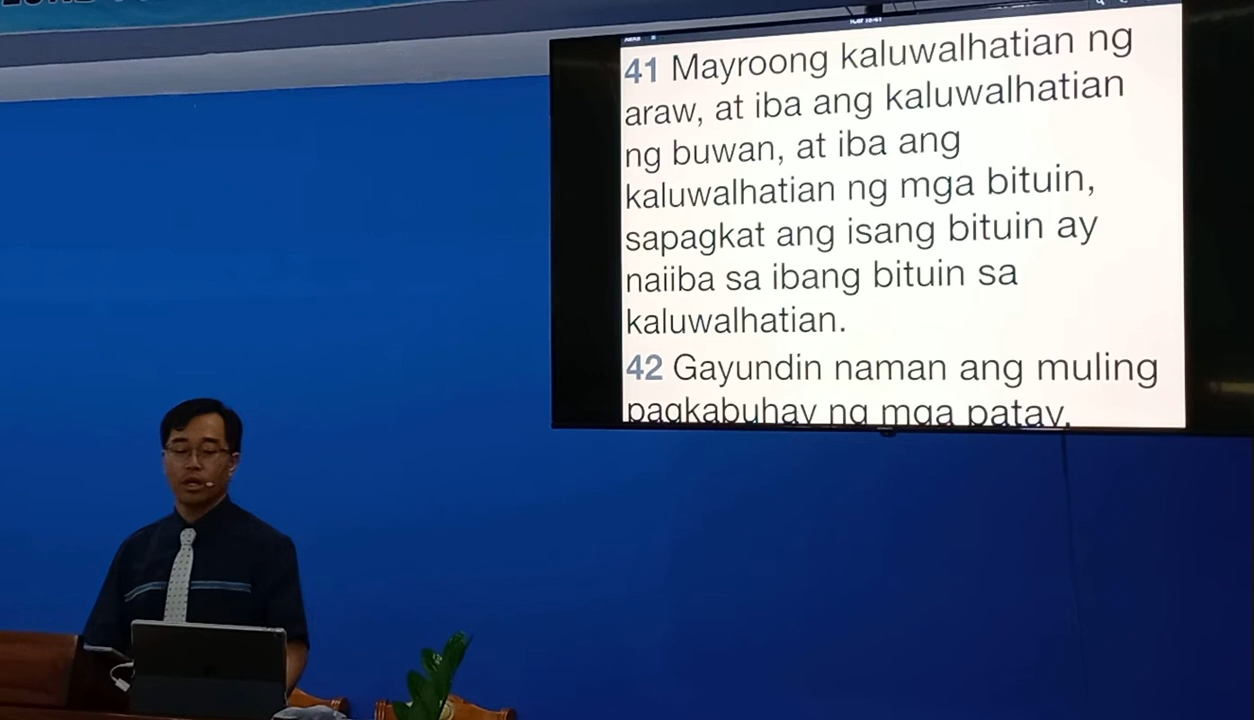 41 Mayroong kaluwalhatian ng
araw, at iba ang kaluwalhatian
ng buwan, at iba ang
kaluwalhatian ng mga bituin,
sapagkat ang isang bituin ay
naiiba sa ibang bituin sa
kaluwalhatian.
42 Gayundin naman ang muling
pagkabuhay ng mga patay.